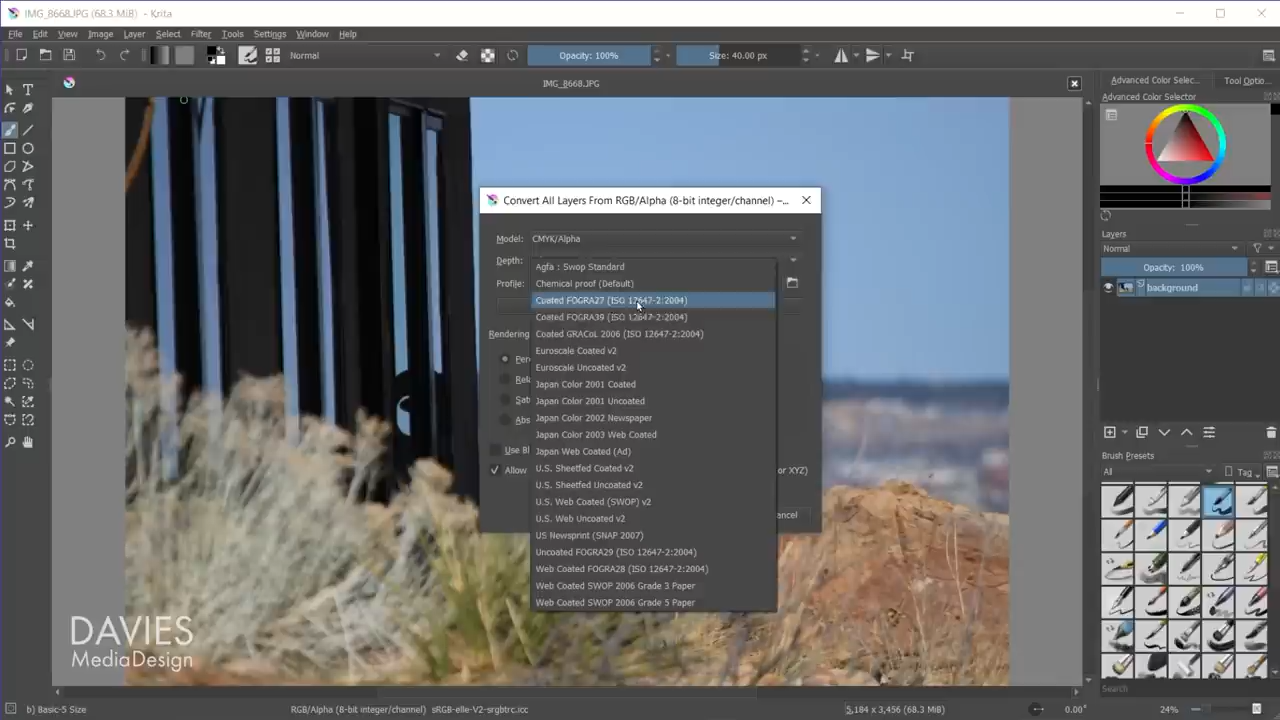 IMG_8668.JPG (68.3 MiB) - Krita
File Edit View Image Layer Select Filter Tools Settings Window Help
Normal Opacity: 100% Size: 40.00 px
IMG_8668.JPG
Advanced Color Selec... Tool Optio...
Advanced Color Selector
Convert All Layers From RGB/Alpha (8-bit integer/channel) –...
Model: CMYK/Alpha
Depth:
Profile:
Agfa : Swop Standard
Chemical proof (Default)
Coated FOGRA27 (ISO 12647-2:2004)
Coated FOGRA39 (ISO 12647-2:2004)
Coated GRACoL 2006 (ISO 12647-2:2004)
Euroscale Coated v2
Euroscale Uncoated v2
Japan Color 2001 Coated
Japan Color 2001 Uncoated
Japan Color 2002 Newspaper
Japan Color 2003 Web Coated
Japan Web Coated (Ad)
U.S. Sheetfed Coated v2
U.S. Sheetfed Uncoated v2
U.S. Web Coated (SWOP) v2
U.S. Web Uncoated v2
US Newsprint (SNAP 2007)
Uncoated FOGRA29 (ISO 12647-2:2004)
Web Coated FOGRA28 (ISO 12647-2:2004)
Web Coated SWOP 2006 Grade 3 Paper
Web Coated SWOP 2006 Grade 5 Paper
Rendering
Per
Rela
Sat
Abs
Use Bl
Allow
or XYZ)
ancel
Layers
Normal
Opacity: 100%
background
Brush Presets
All Tag
Search
DAVIES
MediaDesign
b) Basic-5 Size RGB/Alpha (8-bit integer/channel) sRGB-elle-V2-srgbtrc.icc 5,184 x 3,456 (68.3 MiB) 0.00° 24%